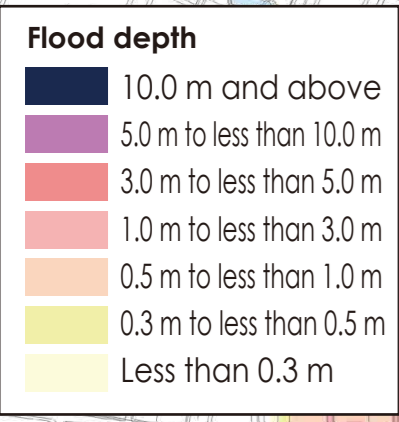 Flood depth
10.0 m and above
5.0 m to less than 10.0 m
3.0 m to less than 5.0 m
1.0 m to less than 3.0 m
0.5 m to less than 1.0 m
0.3 m to less than 0.5 m
Less than 0.3 m